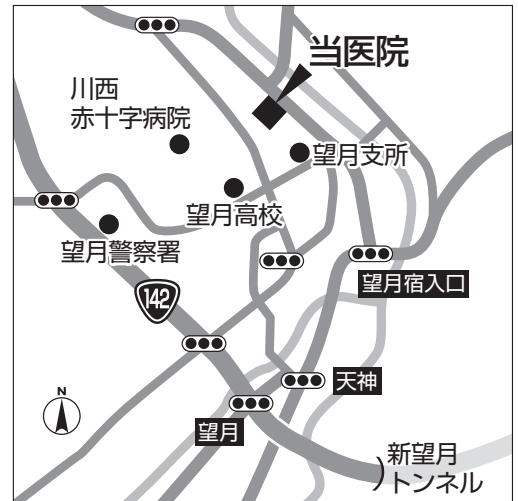 当医院
川西
赤十字病院
望月支所
望月高校
望月警察署
142
望月宿入口
天神
望月
N
新望月
トンネル